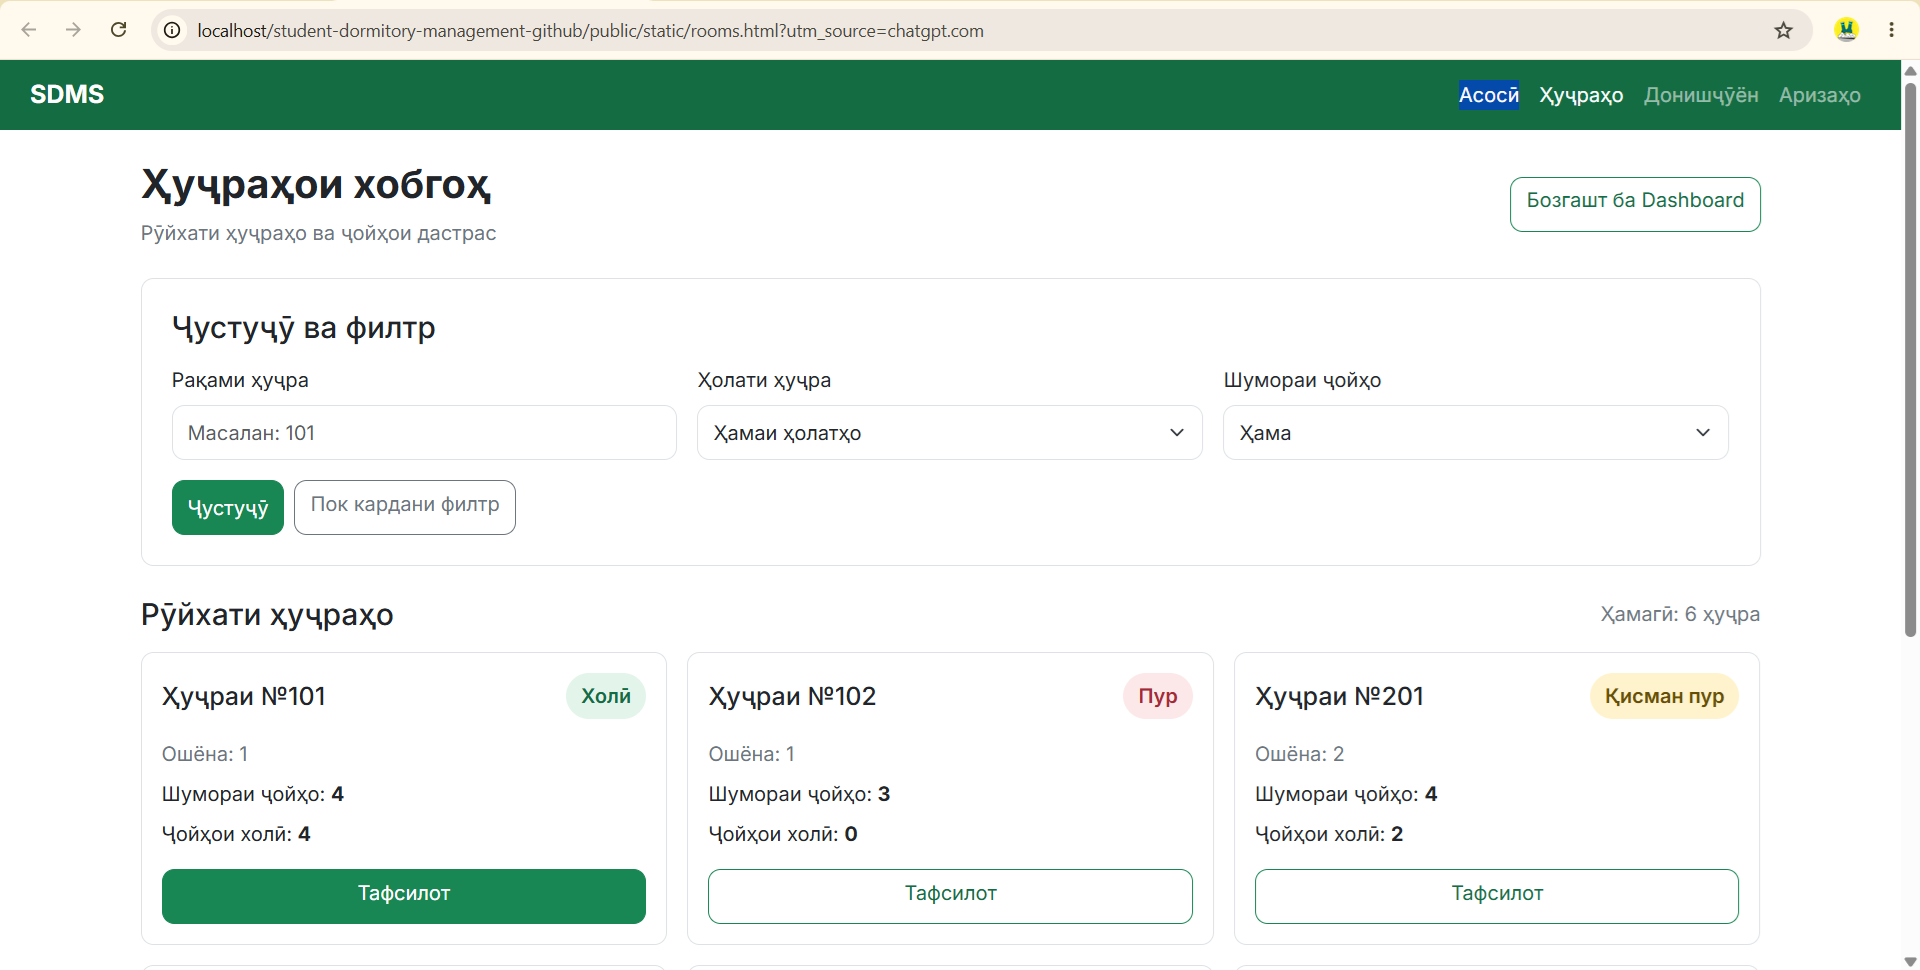 localhost/student-dormitory-management-github/public/static/rooms.html?utm_source=chatgpt.com
SDMS
Асосӣ Ҳуҷраҳо Донишҷӯён Аризаҳо
Ҳуҷраҳои хобгоҳ
Рӯйхати ҳуҷраҳо ва ҷойҳои дастрас
Бозгашт ба Dashboard
Ҷустуҷӯ ва филтр
Рақами ҳуҷра
Ҳолати ҳуҷра
Шумораи ҷойҳо
Масалан: 101
Ҳамаи ҳолатҳо
Ҳама
Ҷустуҷӯ
Пок кардани филтр
Рӯйхати ҳуҷраҳо
Ҳамагӣ: 6 ҳуҷра
Ҳуҷраи №101
Холӣ
Ошёна: 1
Шумораи ҷойҳо: 4
Ҷойҳои холӣ: 4
Тафсилот
Ҳуҷраи №102
Пур
Ошёна: 1
Шумораи ҷойҳо: 3
Ҷойҳои холӣ: 0
Тафсилот
Ҳуҷраи №201
Қисман пур
Ошёна: 2
Шумораи ҷойҳо: 4
Ҷойҳои холӣ: 2
Тафсилот